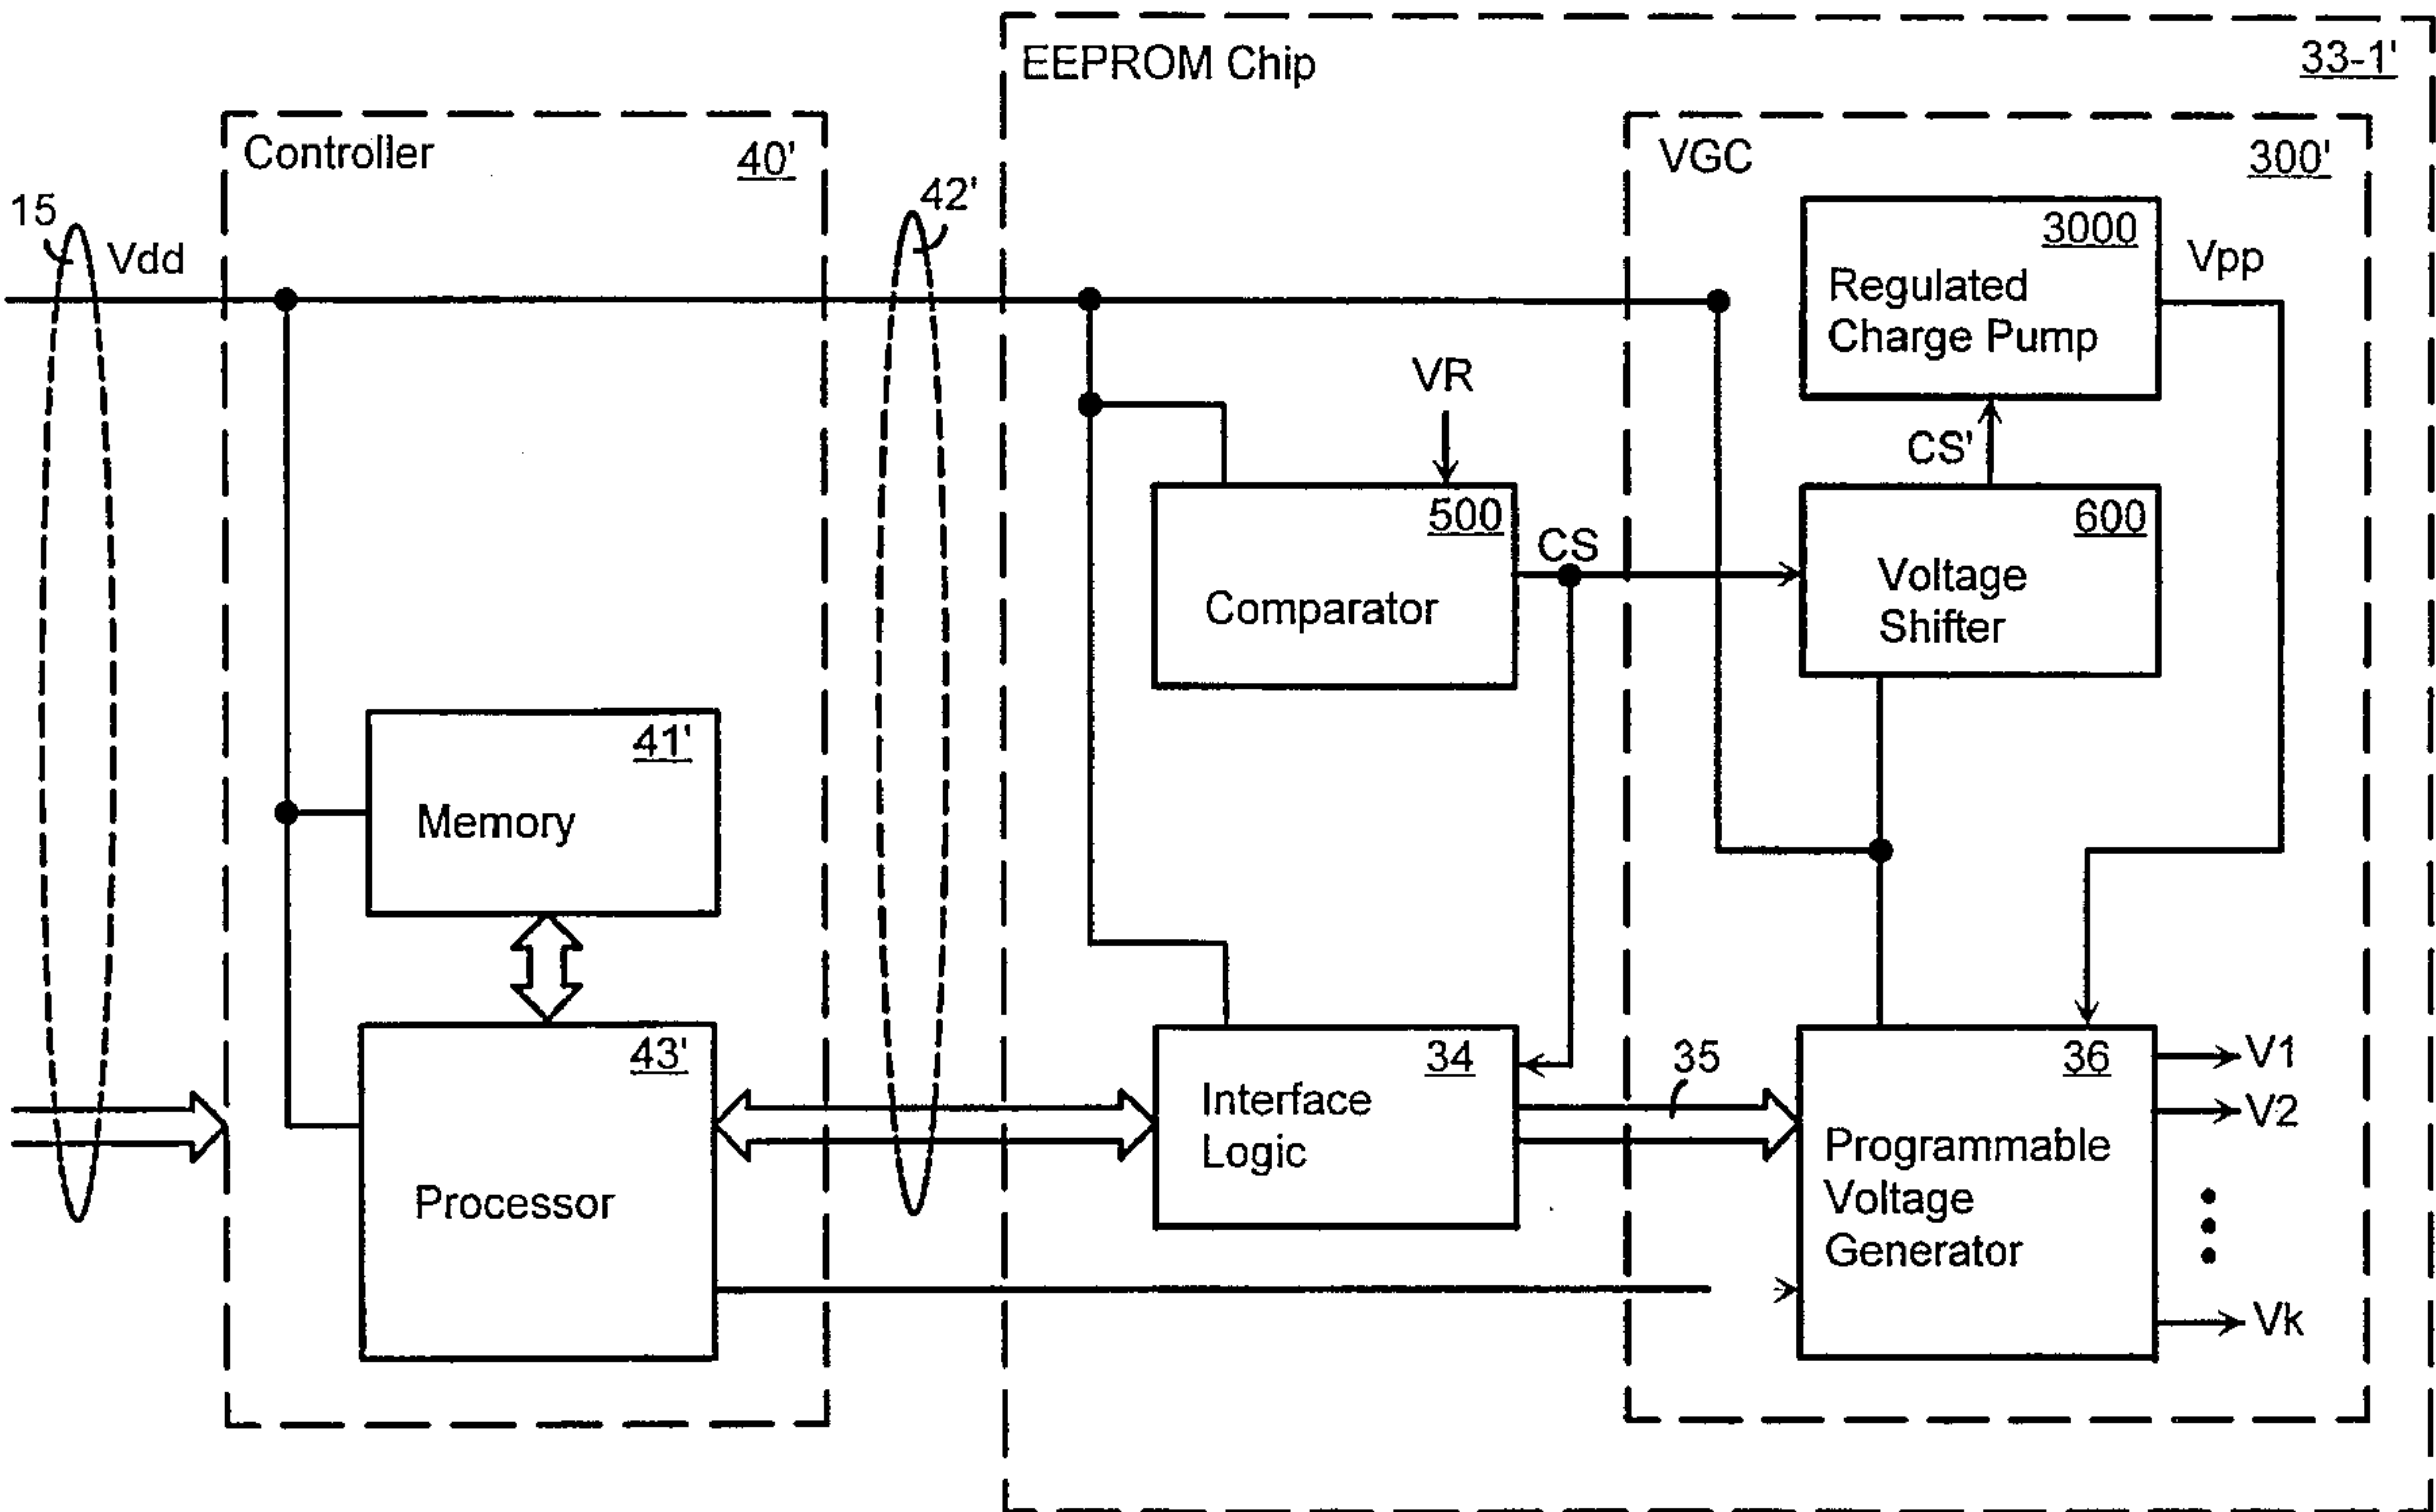 EEPROM Chip
33-1'
Controller
40'
VGC
300'
15
Vdd
42'
3000
Regulated
Charge Pump
Vpp
VR
CS'
500
Comparator
CS
600
Voltage
Shifter
41'
Memory
43'
Processor
34
Interface
Logic
35
36
Programmable
Voltage
Generator
V1
V2
Vk